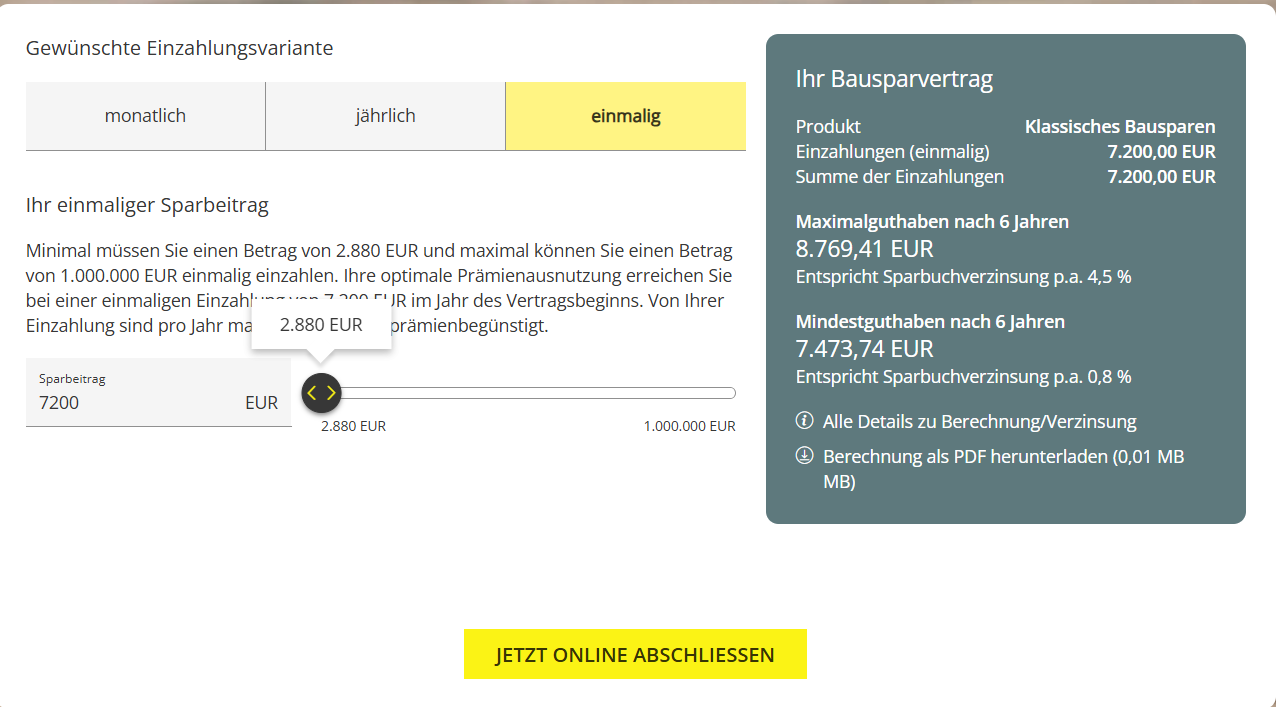 Gewünschte Einzahlungsvariante
monatlich
jährlich
einmalig
Ihr einmaliger Sparbeitrag
Minimal müssen Sie einen Betrag von 2.880 EUR und maximal können Sie einen Betrag
von 1.000.000 EUR einmalig einzahlen. Ihre optimale Prämienausnutzung erreichen Sie
bei einer einmaligen Einzahlung von 7.200 EUR im Jahr des Vertragsbeginns. Von Ihrer
Einzahlung sind pro Jahr prämienbegünstigt.
2.880 EUR
Sparbeitrag
7200 EUR
2.880 EUR
1.000.000 EUR
Ihr Bausparvertrag
Produkt Klassisches Bausparen
Einzahlungen (einmalig) 7.200,00 EUR
Summe der Einzahlungen 7.200,00 EUR
Maximalguthaben nach 6 Jahren
8.769,41 EUR
Entspricht Sparbuchverzinsung p.a. 4,5 %
Mindestguthaben nach 6 Jahren
7.473,74 EUR
Entspricht Sparbuchverzinsung p.a. 0,8 %
Alle Details zu Berechnung/Verzinsung
Berechnung als PDF herunterladen (0,01 MB
MB)
JETZT ONLINE ABSCHLIESSEN